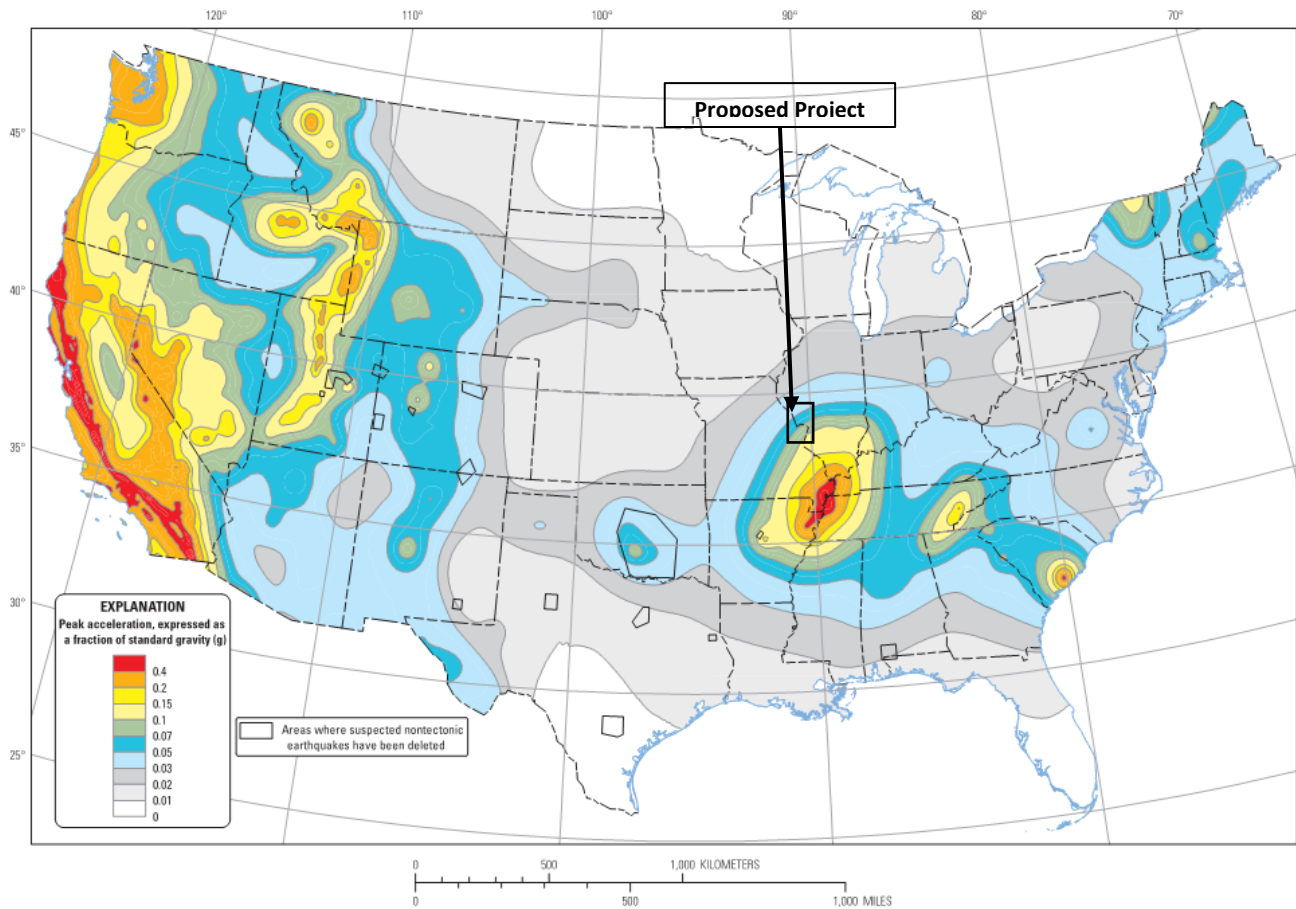 120° 110° 100° 90° 80° 70°
Proposed Project
45°
40°
35°
30°
25°
EXPLANATION
Peak acceleration, expressed as
a fraction of standard gravity (g)
0.4
0.2
0.15
0.1
0.07
0.05
0.03
0.02
0.01
0
Areas where suspected nontectonic
earthquakes have been deleted
0 500 1,000 KILOMETERS
0 500 1,000 MILES